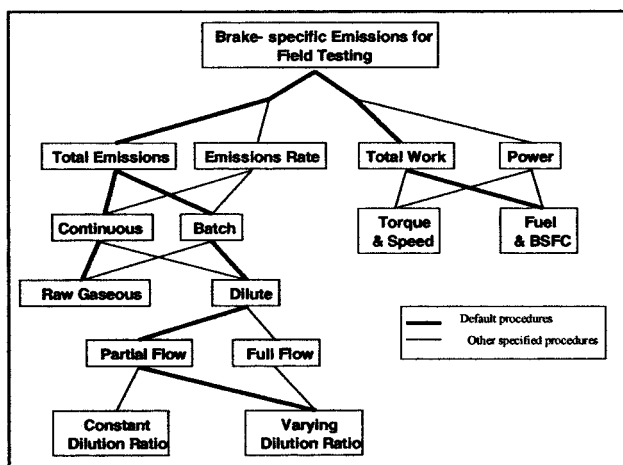 Brake- specific Emissions for
Field Testing
Total Emissions
Emissions Rate
Total Work
Power
Continuous
Batch
Torque
& Speed
Fuel
& BSFC
Raw Gaseous
Dilute
Default procedures
Other specified procedures
Partial Flow
Full Flow
Constant
Dilution Ratio
Varying
Dilution Ratio